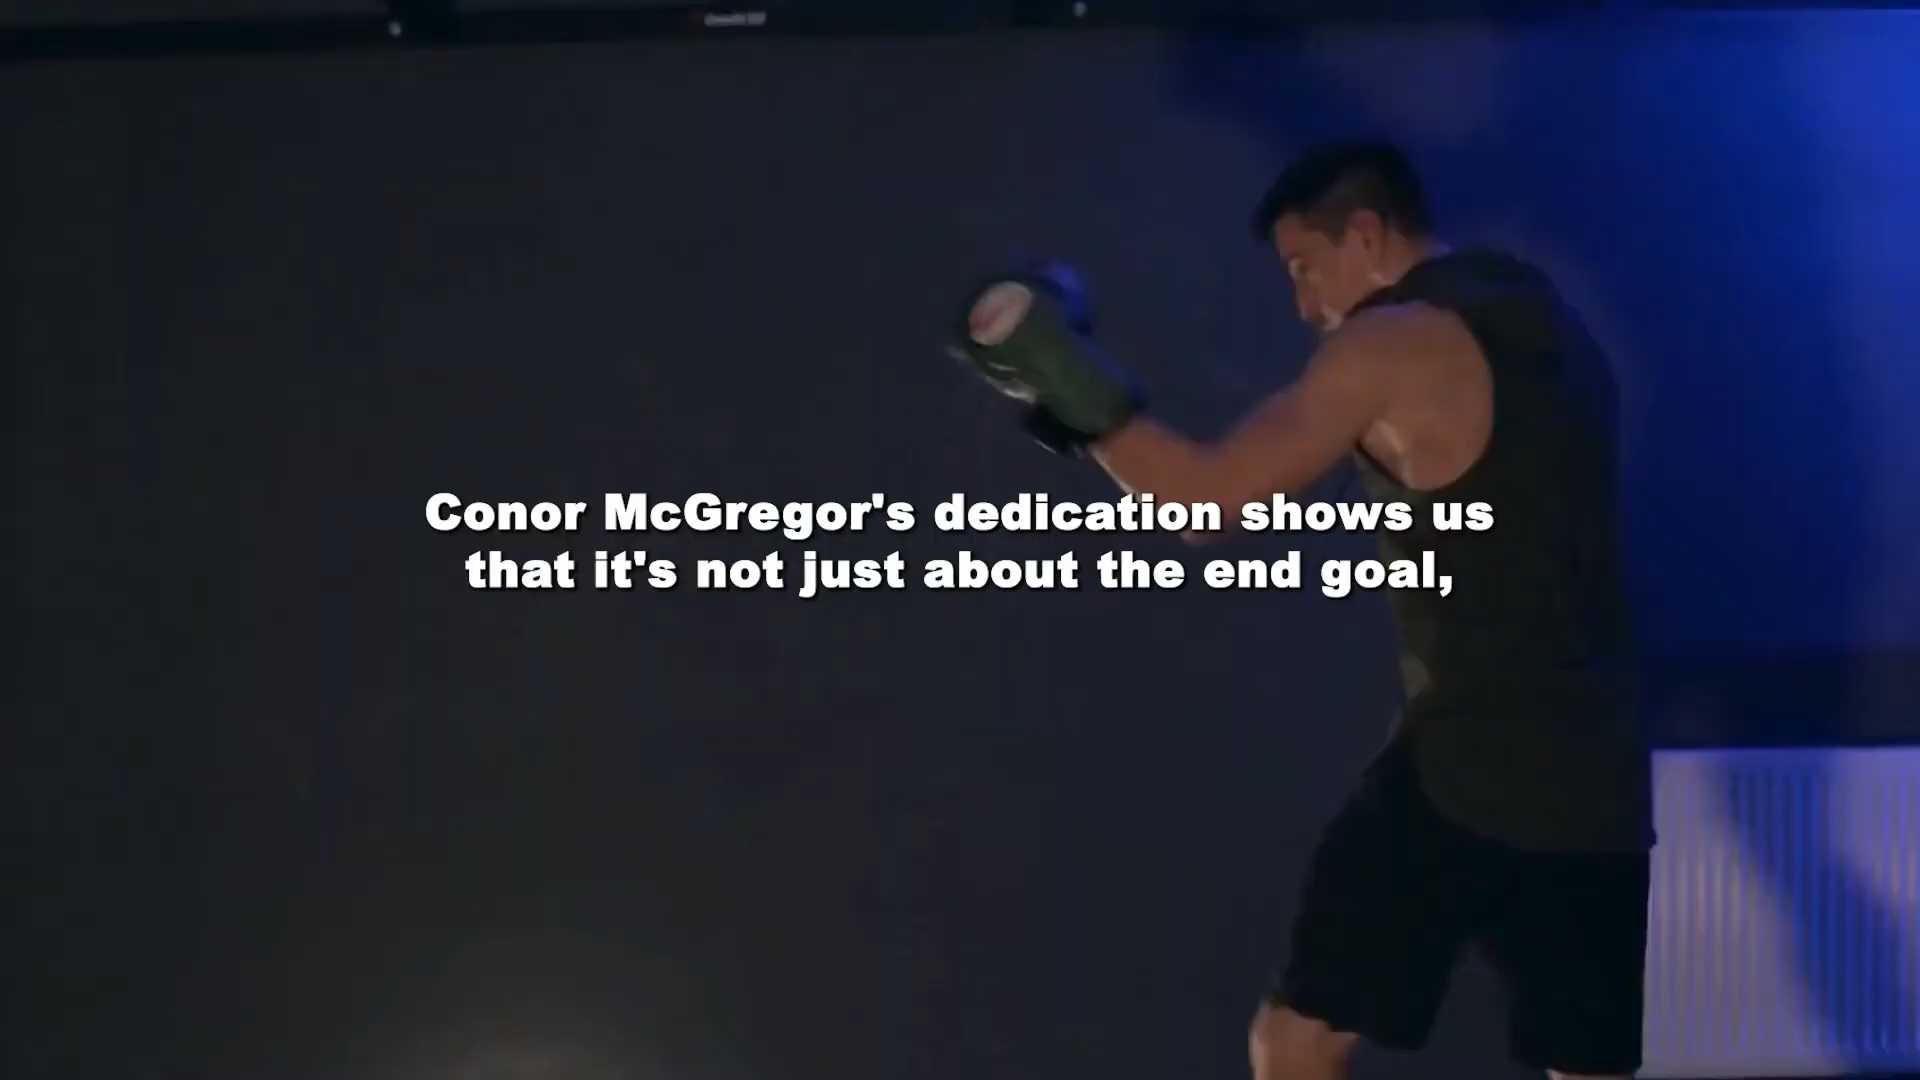 Conor McGregor's dedication shows us
that it's not just about the end goal,